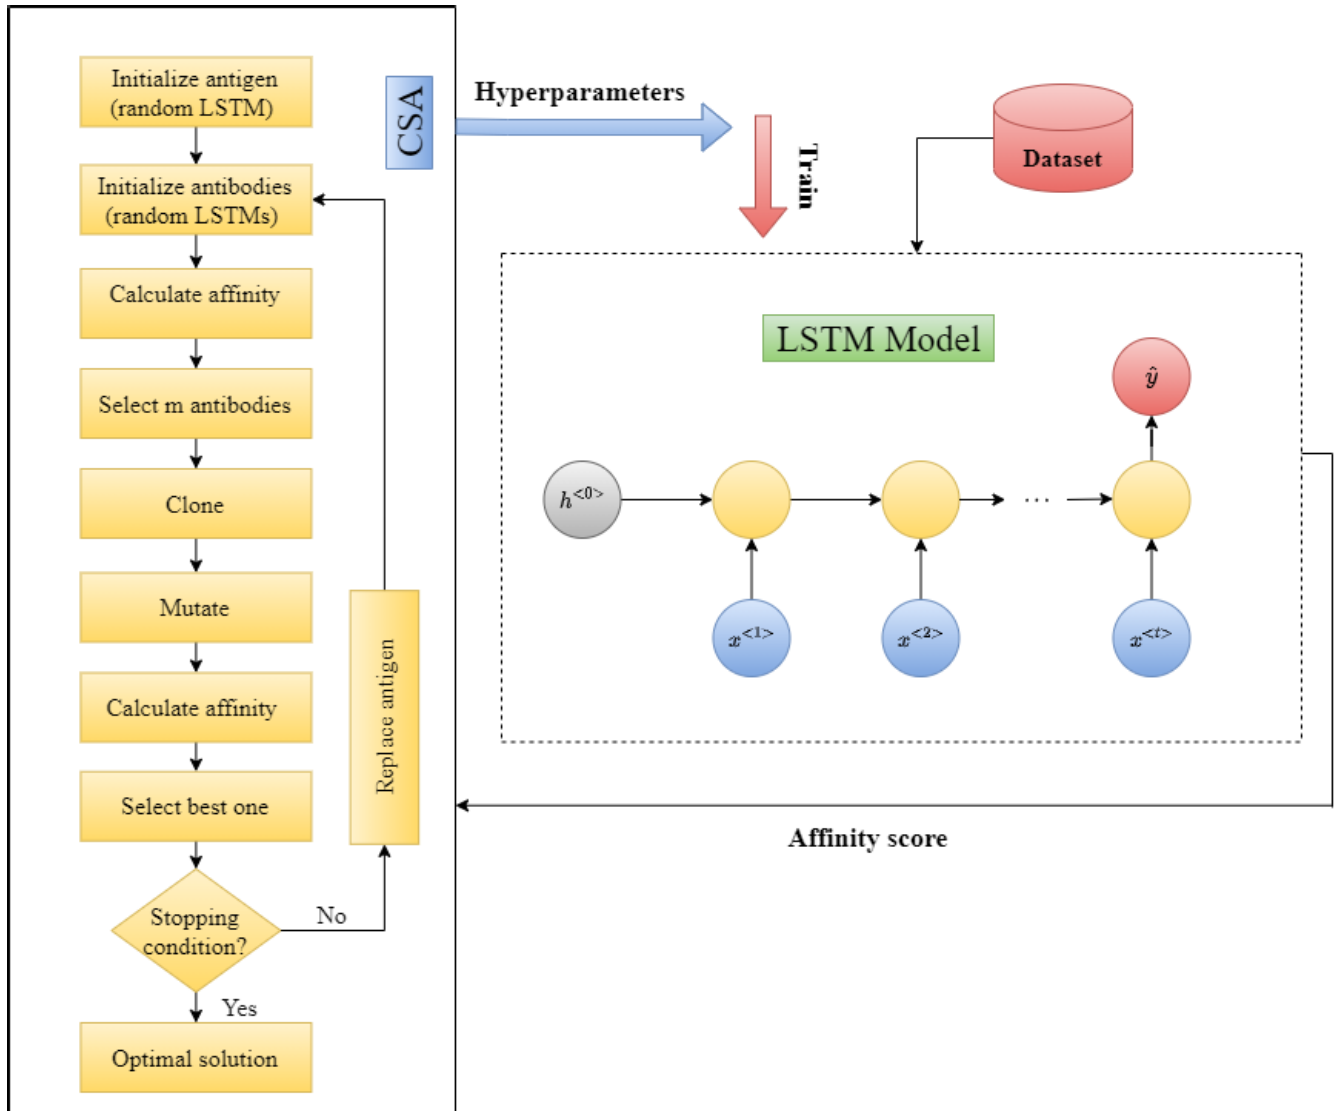 Initialize antigen
(random LSTM)
Initialize antibodies
(random LSTMs)
Calculate affinity
Select m antibodies
Clone
Mutate
Calculate affinity
Select best one
Stopping
condition?
No
Yes
Optimal solution
Replace antigen
CSA
Hyperparameters
Train
Dataset
LSTM Model
ŷ
h^{<0>}
...
x^{<1>}
x^{<2>}
x^{<t>}
Affinity score